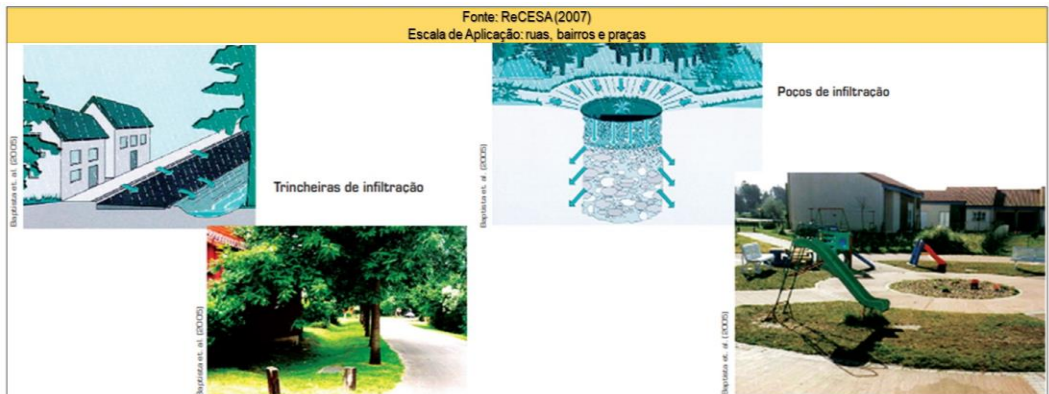 Fonte: ReCESA (2007)
Escala de Aplicação: ruas, bairros e praças
Baptista et. al. (2005)
Trincheiras de infiltração
Baptista et. al. (2005)
Baptista et. al. (2005)
Poços de infiltração
Baptista et. al. (2005)